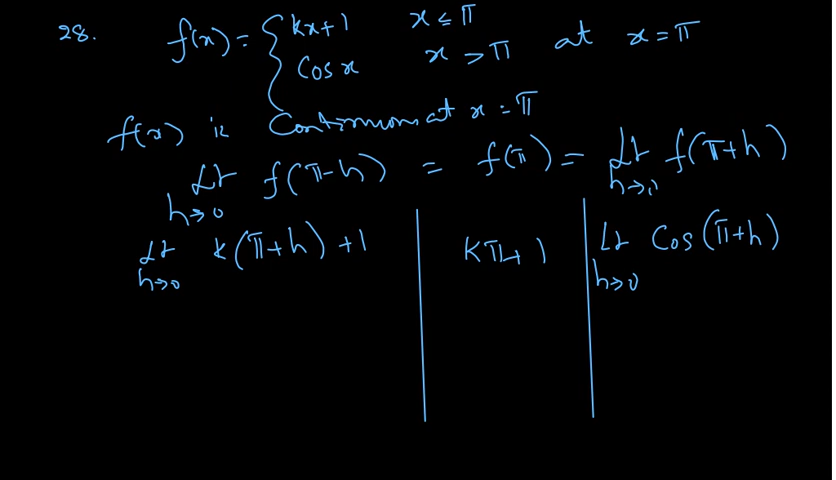 28. f(x) = { kx+1 x ≤ π
cos x x > π at x = π
f(x) is Continuous at x = π
Lt h→0 f(π-h) = f(π) = Lt h→0 f(π+h)
Lt h→0 k(π+h)+1 | Kπ+1 | Lt h→0 Cos(π+h)